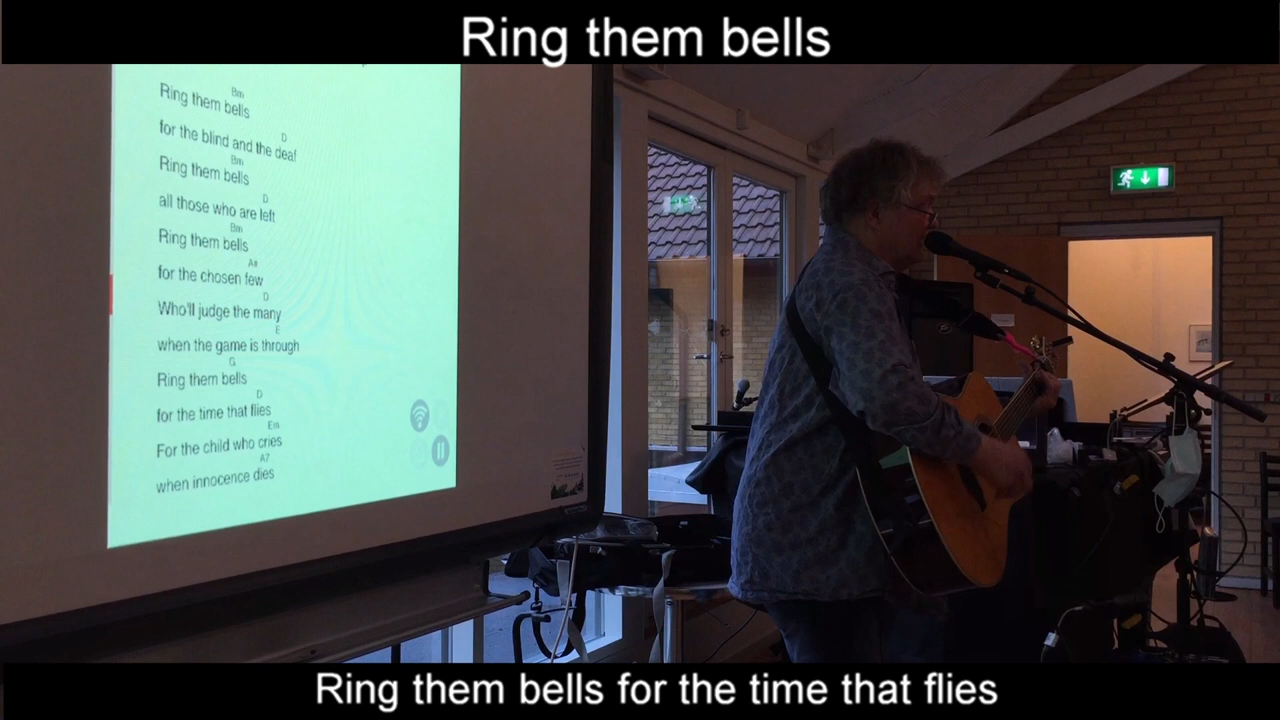 Ring them bells
Bm
Ring them bells
D
for the blind and the deaf
Bm
Ring them bells
D
all those who are left
Bm
Ring them bells
A#
for the chosen few
D
Who'll judge the many
E
when the game is through
G
Ring them bells
D
for the time that flies
Em
For the child who cries
A7
when innocence dies
Ring them bells for the time that flies